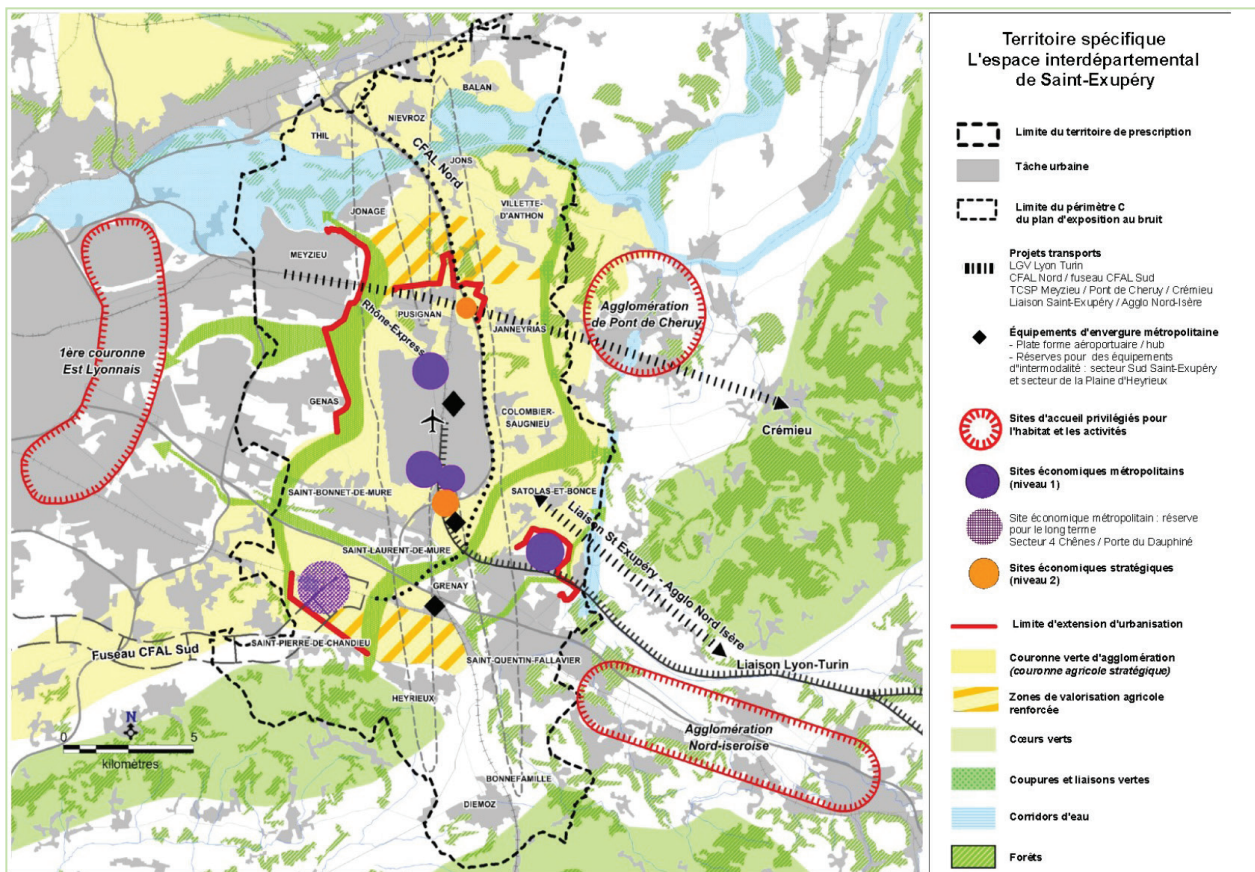 BALAN
NIEVROZ
THIL
CFAL Nord
JONS
VILLETTE-
D'ANTHON
JONAGE
MEYZIEU
Rhône-Express
PUSIGNAN
JANNEYRIAS
Agglomération
de Pont de Cheruy
1ère couronne
Est Lyonnais
GENAS
COLOMBIER-
SAUGNIEU
Crémieu
SAINT-BONNET-DE-MURE
SATOLAS-ET-BONCE
Liaison St Exupéry - Agglo Nord Isère
SAINT-LAURENT-DE-MURE
GRENAY
SAINT-PIERRE-DE-CHANDIEU
Fuseau CFAL Sud
SAINT-QUENTIN-FALLAVIER
Liaison Lyon-Turin
HEYRIEUX
N
0 5
kilomètres
Agglomération
Nord-iseroise
BONNEFAMILLE
DIEMOZ
Territoire spécifique
L'espace interdépartemental
de Saint-Exupéry
Limite du territoire de prescription
Tâche urbaine
Limite du périmètre C
du plan d'exposition au bruit
Projets transports
LGV Lyon Turin
CFAL Nord / fuseau CFAL Sud
TCSP Meyzieu / Pont de Cheruy / Crémieu
Liaison Saint-Exupéry / Agglo Nord-Isère
Équipements d'envergure métropolitaine
- Plate forme aéroportuaire / hub
- Réserves pour des équipements
d"intermodalité : secteur Sud Saint-Exupéry
et secteur de la Plaine d'Heyrieux
Sites d'accueil privilégiés pour
l'habitat et les activités
Sites économiques métropolitains
(niveau 1)
Site économique métropolitain : réserve
pour le long terme
Secteur 4 Chênes / Porte du Dauphiné
Sites économiques stratégiques
(niveau 2)
Limite d'extension d'urbanisation
Couronne verte d'agglomération
(couronne agricole stratégique)
Zones de valorisation agricole
renforcée
Cœurs verts
Coupures et liaisons vertes
Corridors d'eau
Forêts